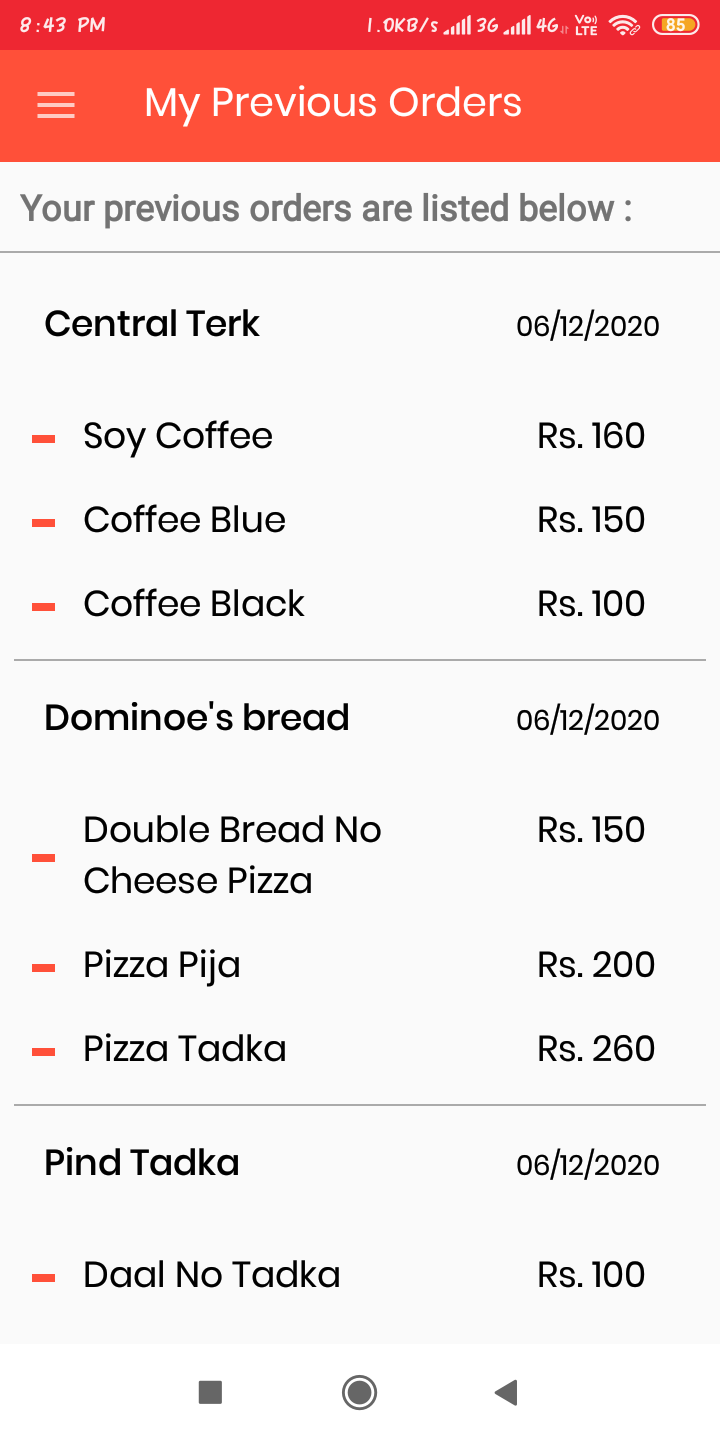 8:43 PM 1.0KB/s 3G 4G Vo)) LTE 85
My Previous Orders
Your previous orders are listed below :
Central Terk 06/12/2020
Soy Coffee Rs. 160
Coffee Blue Rs. 150
Coffee Black Rs. 100
Dominoe's bread 06/12/2020
Double Bread No Rs. 150
Cheese Pizza
Pizza Pija Rs. 200
Pizza Tadka Rs. 260
Pind Tadka 06/12/2020
Daal No Tadka Rs. 100